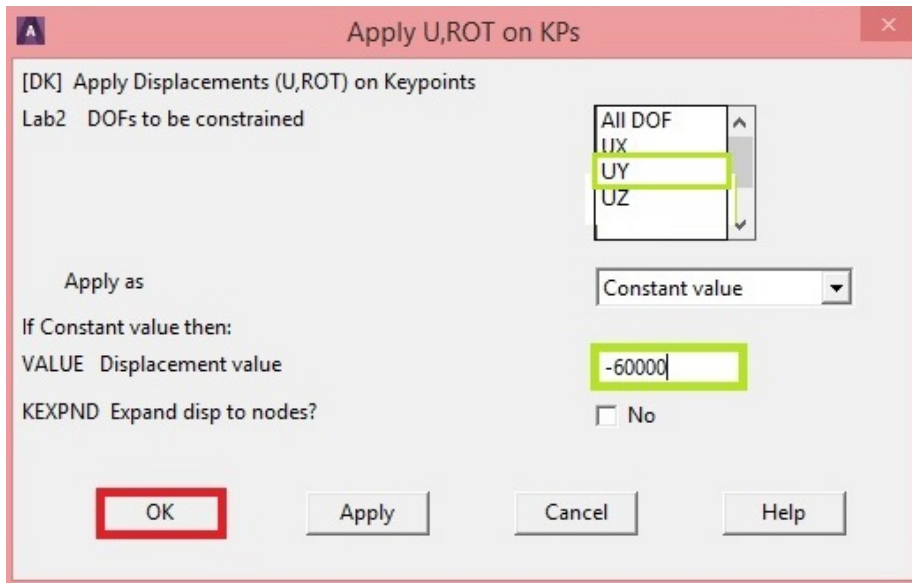 A
Apply U,ROT on KPs
×
[DK] Apply Displacements (U,ROT) on Keypoints
Lab2 DOFs to be constrained
All DOF
UX
UY
UZ
Apply as
Constant value
If Constant value then:
VALUE Displacement value
-60000
KEXPND Expand disp to nodes?
No
OK
Apply
Cancel
Help